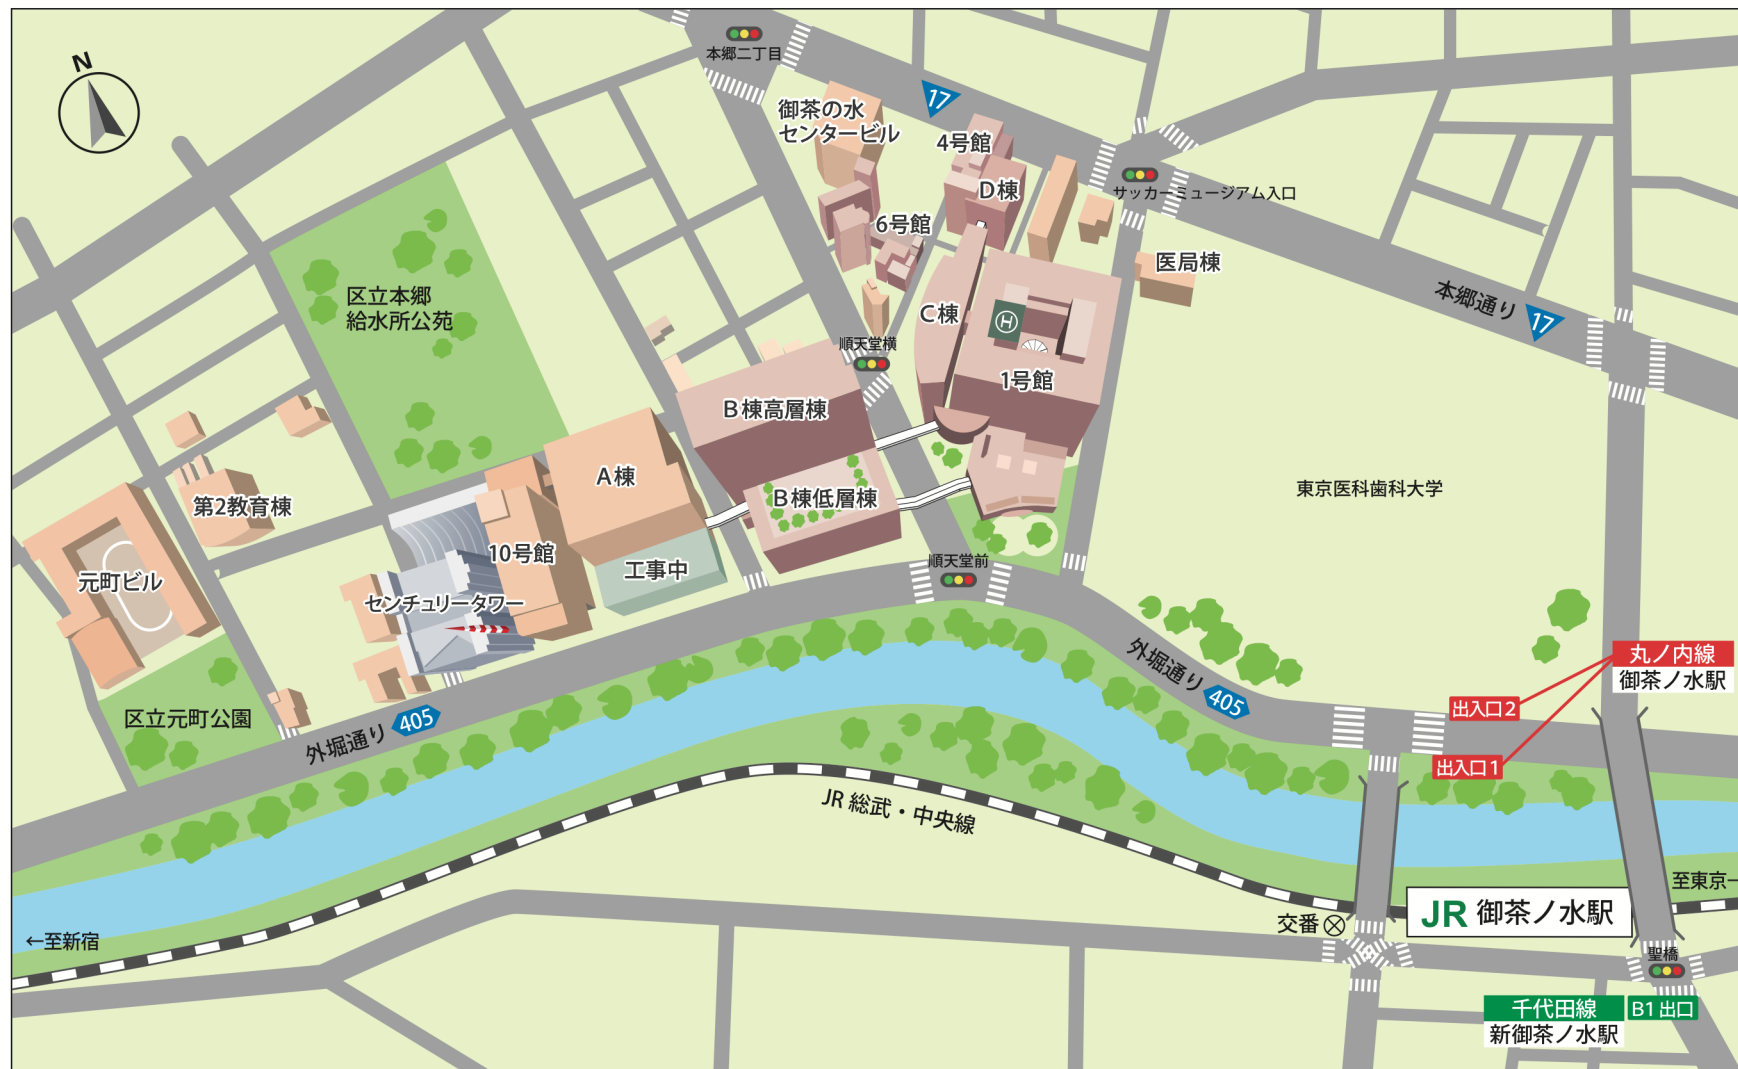 N
本郷二丁目
17
御茶の水
センタービル
4号館
D棟
サッカーミュージアム入口
6号館
医局棟
区立本郷
給水所公苑
C棟
本郷通り
17
H
順天堂横
1号館
B棟高層棟
A棟
東京医科歯科大学
B棟低層棟
第2教育棟
10号館
工事中
順天堂前
元町ビル
センチュリータワー
外堀通り
405
丸ノ内線
御茶ノ水駅
出入口2
区立元町公園
外堀通り
405
出入口1
JR 総武・中央線
至東京
交番
JR 御茶ノ水駅
←至新宿
聖橋
千代田線
B1 出口
新御茶ノ水駅